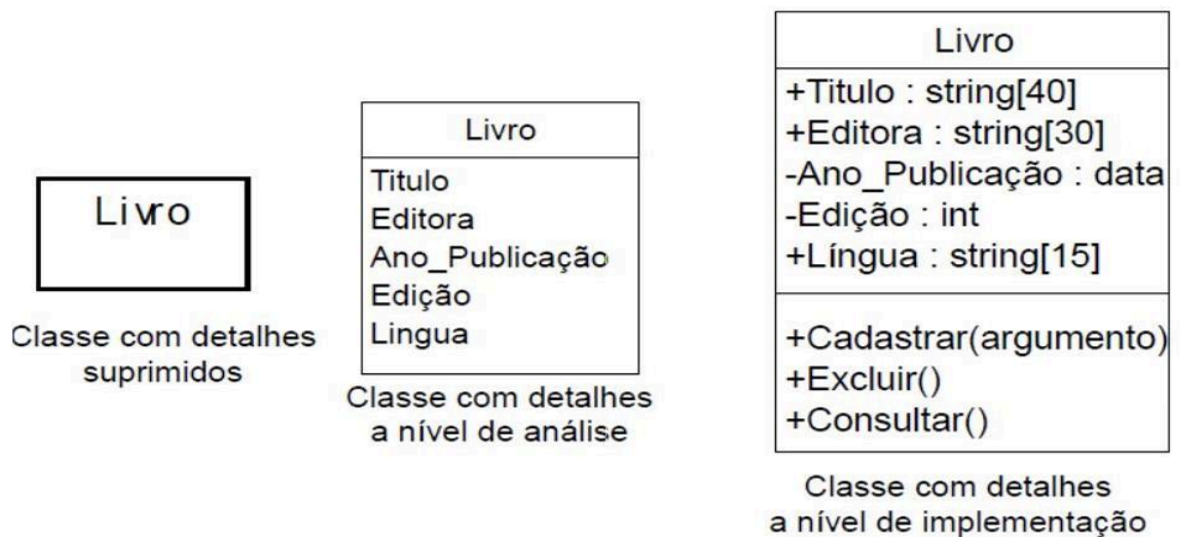 Livro
Classe com detalhes
suprimidos
Livro
Titulo
Editora
Ano_Publicação
Edição
Lingua
Classe com detalhes
a nível de análise
Livro
+Titulo : string[40]
+Editora : string[30]
-Ano_Publicação : data
-Edição : int
+Língua : string[15]
+Cadastrar(argumento)
+Excluir()
+Consultar()
Classe com detalhes
a nível de implementação